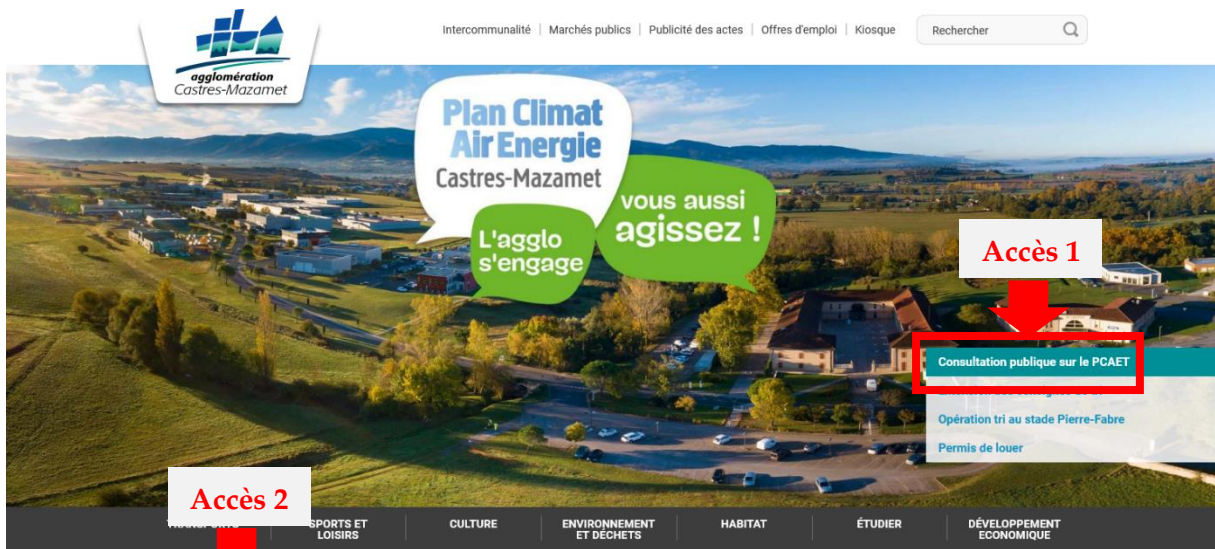 Intercommunalité | Marchés publics | Publicité des actes | Offres d'emploi | Kiosque
Rechercher
agglomération
Castres-Mazamet
Plan Climat
Air Energie
Castres-Mazamet
vous aussi
agissez !
L'agglo
s'engage
Accès 1
Consultation publique sur le PCAET
Opération tri au stade Pierre-Fabre
Permis de louer
Accès 2
SPORTS ET
LOISIRS
CULTURE
ENVIRONNEMENT
ET DÉCHETS
HABITAT
ÉTUDIER
DÉVELOPPEMENT
ECONOMIQUE